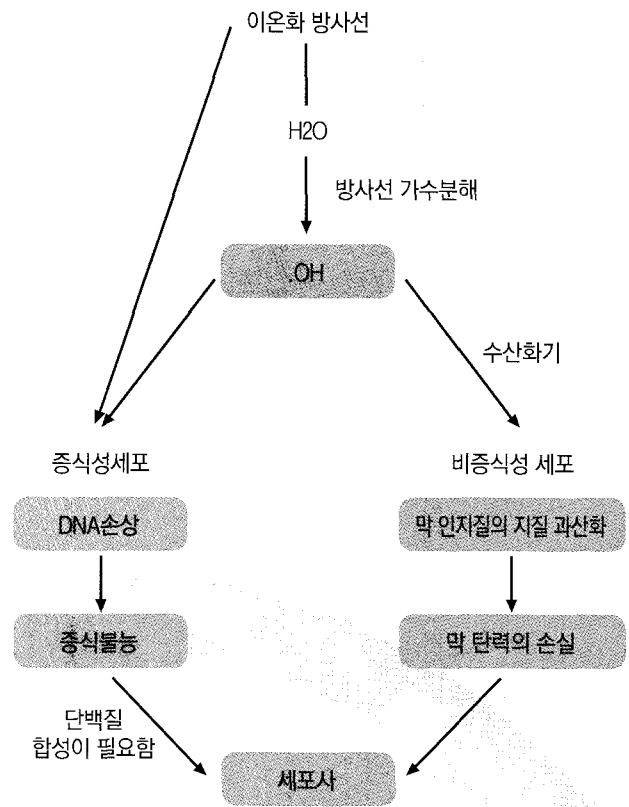 이온화 방사선
H2O
방사선 가수분해
.OH
수산화기
증식성세포
비증식성 세포
DNA손상
막 인지질의 지질 과산화
증식불능
막 탄력의 손실
단백질
합성이 필요함
세포사